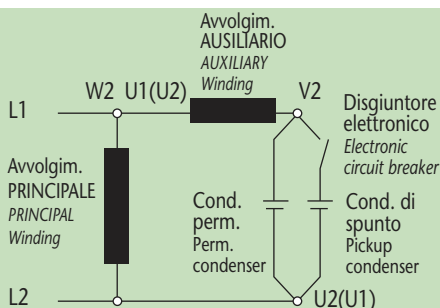 Avvolgim.
AUSILIARIO
AUXILIARY
Winding
W2 U1(U2)
V2
L1
Disgiuntore
elettronico
Electronic
circuit breaker
Avvolgim.
PRINCIPALE
PRINCIPAL
Winding
Cond.
perm.
Perm.
condenser
Cond. di
spunto
Pickup
condenser
L2
U2(U1)